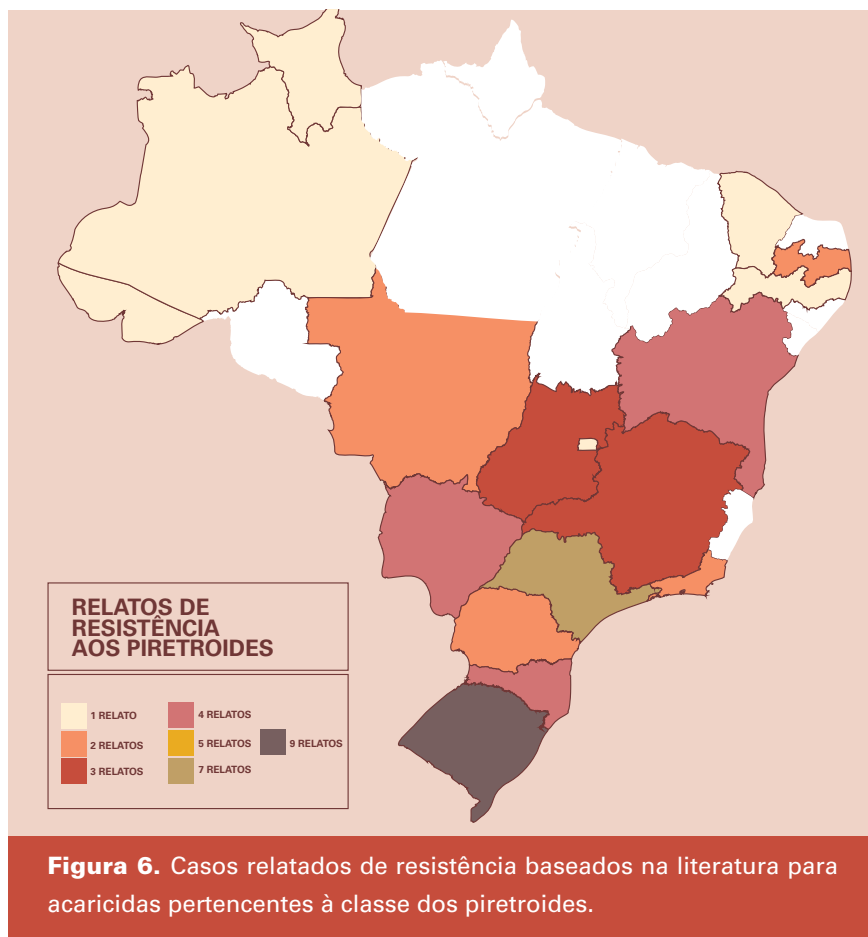 RELATOS DE
RESISTÊNCIA
AOS PIRETROIDES
1 RELATO
2 RELATOS
3 RELATOS
4 RELATOS
5 RELATOS
7 RELATOS
9 RELATOS
Figura 6. Casos relatados de resistência baseados na literatura para
acaricidas pertencentes à classe dos piretroides.